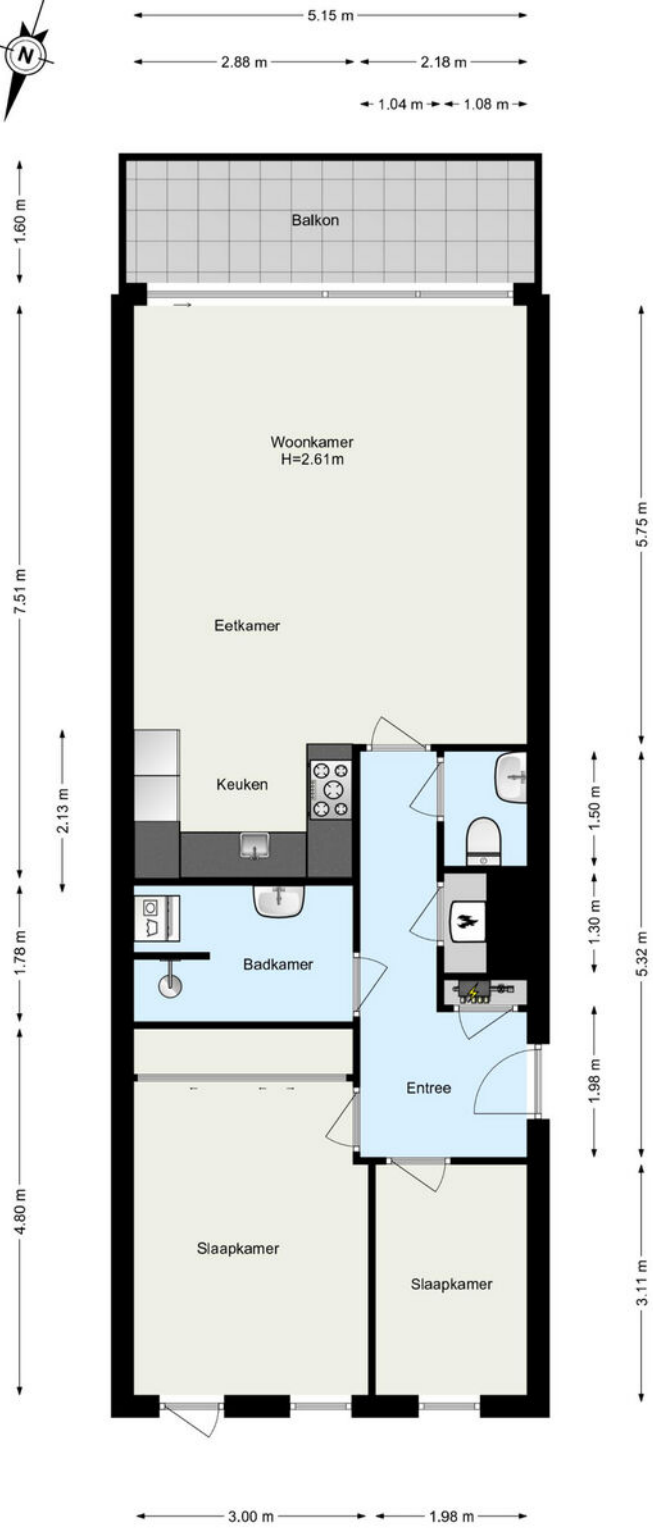 5.15 m
N
2.88 m
2.18 m
1.04 m
1.08 m
1.60 m
Balkon
Woonkamer
H=2.61m
7.51 m
5.75 m
Eetkamer
2.13 m
Keuken
1.50 m
1.78 m
Badkamer
1.30 m
5.32 m
Entree
1.98 m
4.80 m
Slaapkamer
Slaapkamer
3.11 m
3.00 m
1.98 m